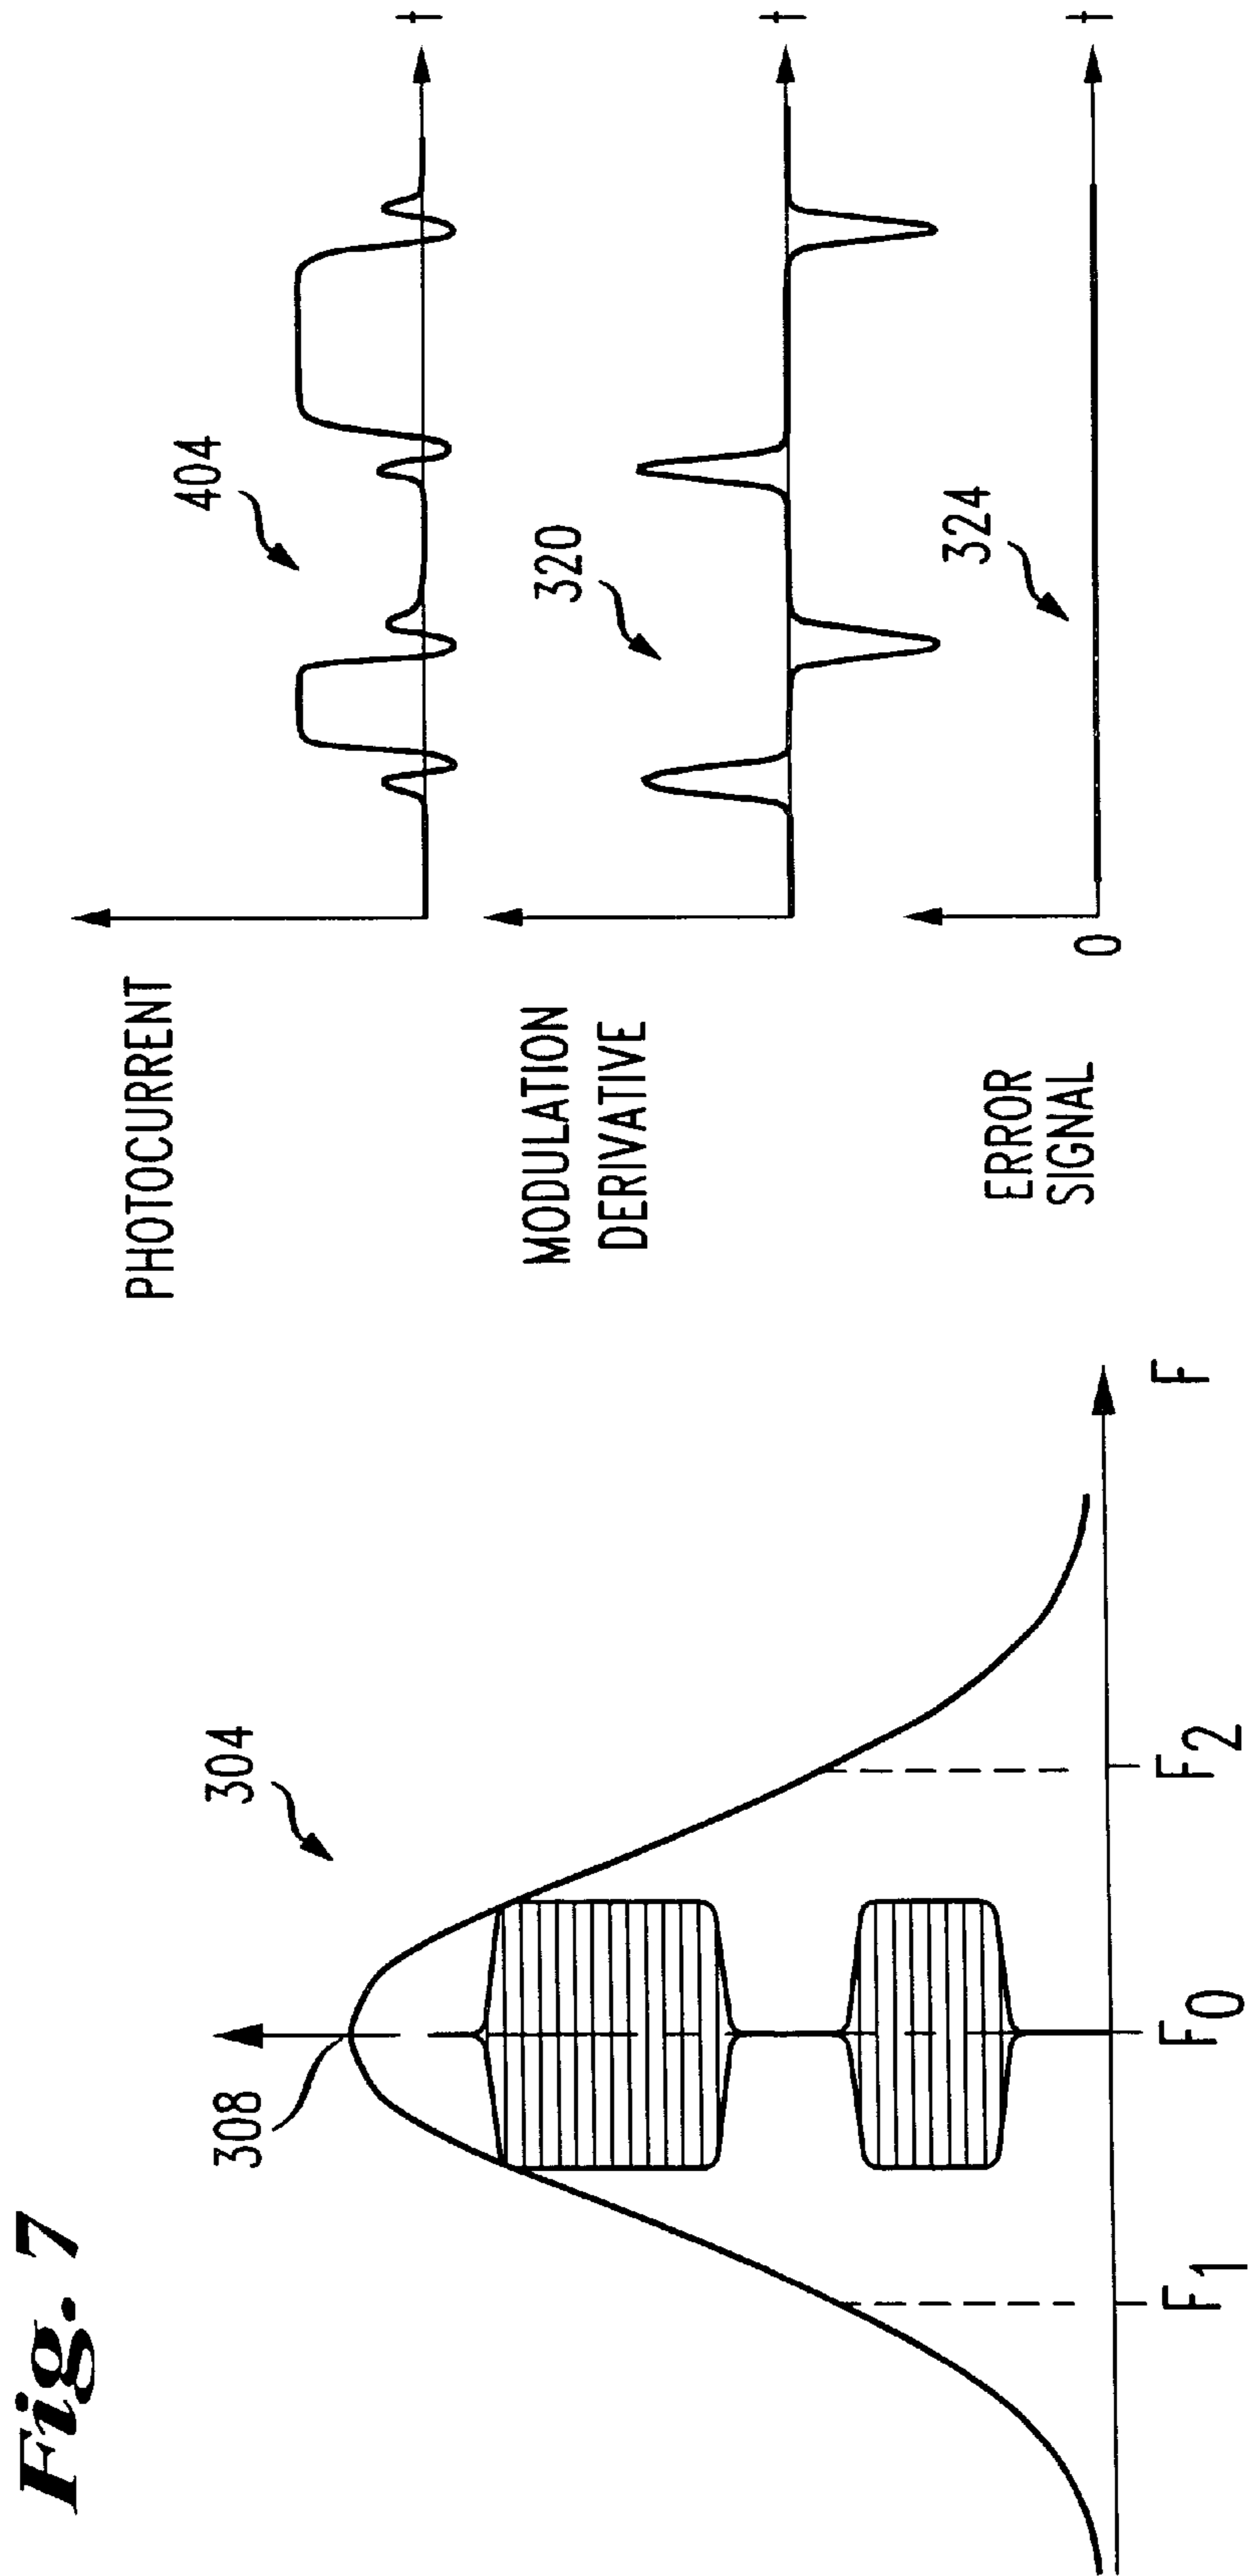 Fig. 7
308
304
F1
F0
F2
F
PHOTOCURRENT
404
t
MODULATION
DERIVATIVE
320
t
ERROR
SIGNAL
0
324
t